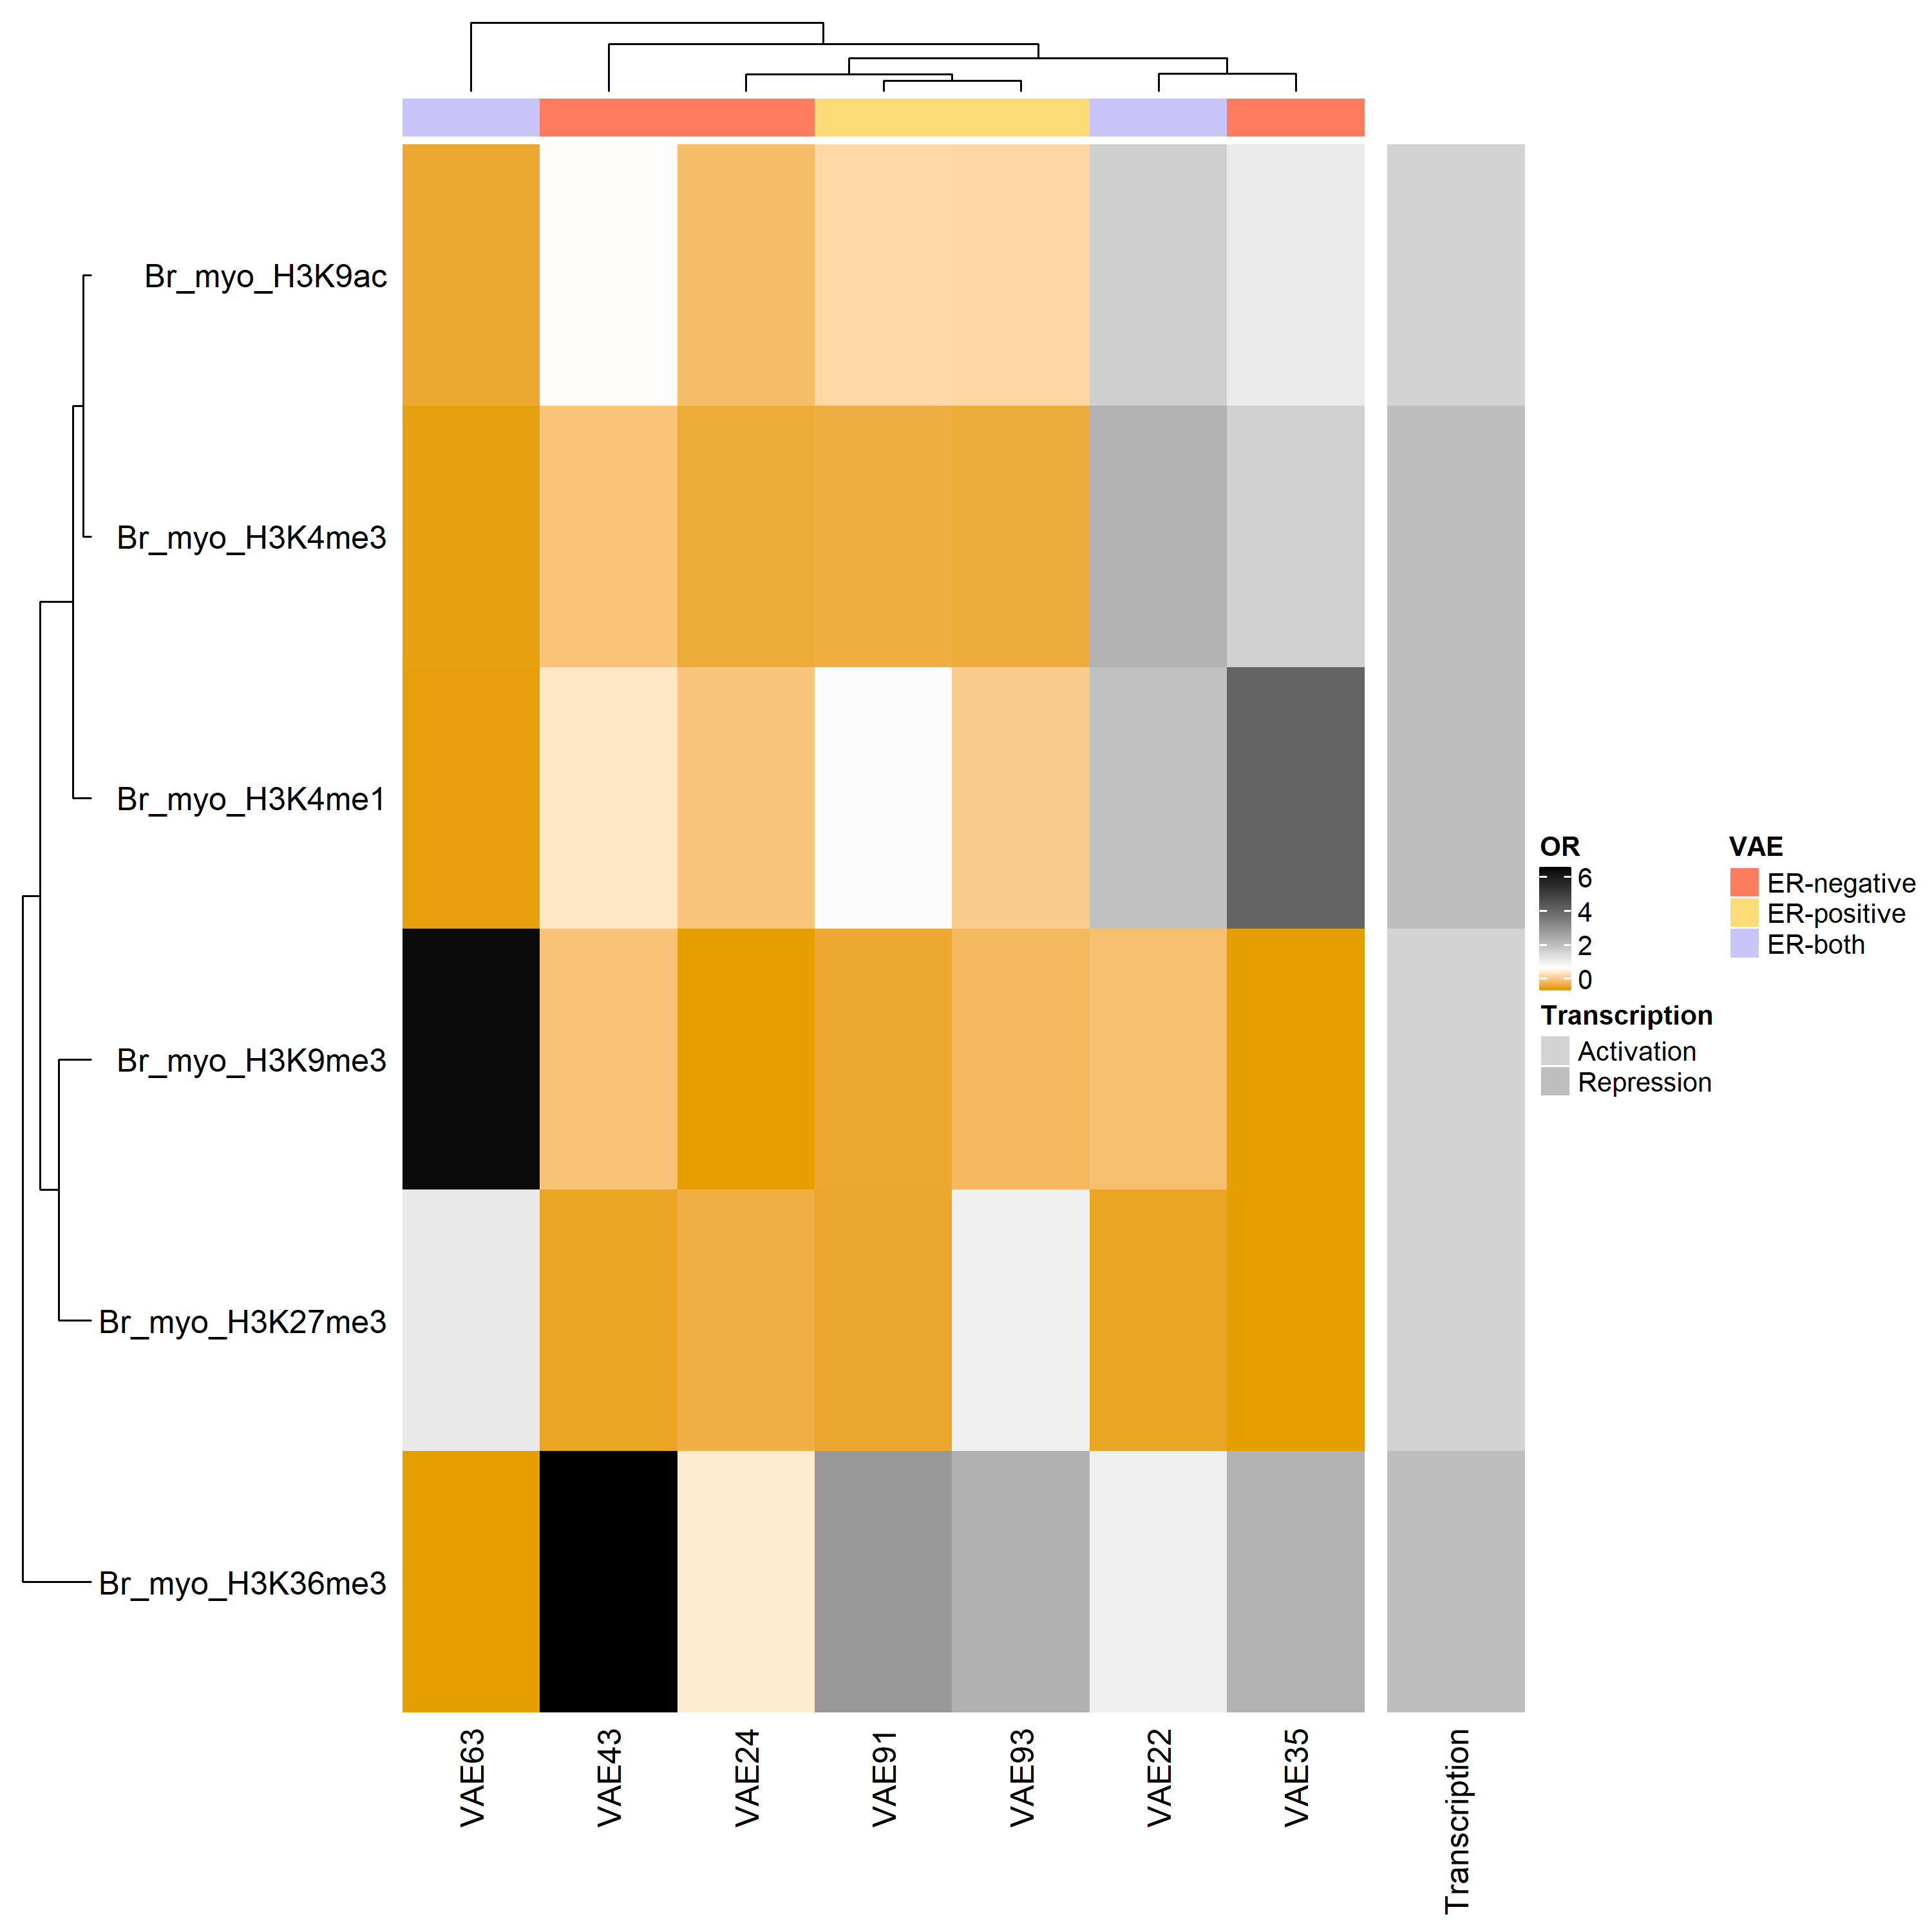 Br_myo_H3K9ac
Br_myo_H3K4me3
Br_myo_H3K4me1
Br_myo_H3K9me3
Br_myo_H3K27me3
Br_myo_H3K36me3
VAE63
VAE43
VAE24
VAE91
VAE93
VAE22
VAE35
Transcription
OR
6
4
2
0
Transcription
Activation
Repression
VAE
ER-negative
ER-positive
ER-both